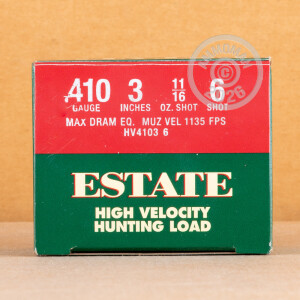 .410 3 11/16 6
GAUGE INCHES OZ. SHOT SHOT
MAX DRAM EQ. MUZ VEL 1135 FPS
HV4103 6
ESTATE
HIGH VELOCITY
HUNTING LOAD